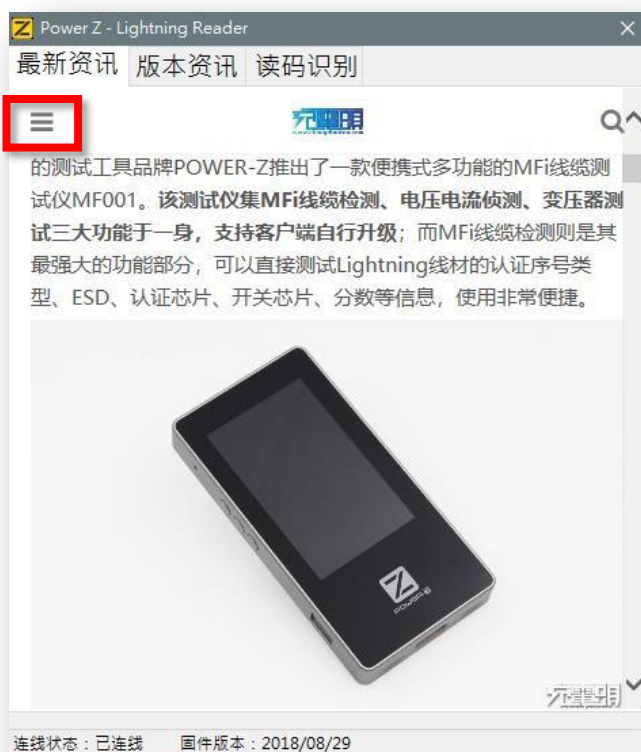 Power Z - Lightning Reader
最新资讯 版本资讯 读码识别
充电头
的测试工具品牌POWER-Z推出了一款便携式多功能的MFi线缆测
试仪MF001。该测试仪集MFi线缆检测、电压电流侦测、变压器测
试三大功能于一身，支持客户端自行升级；而MFi线缆检测则是其
最强大的功能部分，可以直接测试Lightning线材的认证序号类
型、ESD、认证芯片、开关芯片、分数等信息，使用非常便捷。
Z
POWER-Z
连线状态：已连线 固件版本：2018/08/29